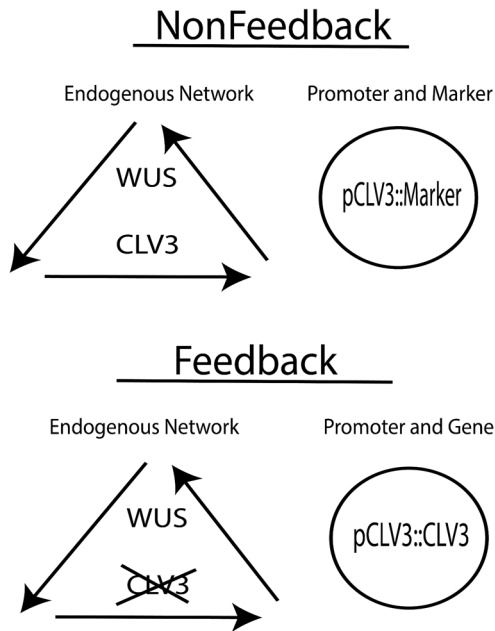 NonFeedback
Endogenous Network
Promoter and Marker
WUS
CLV3
pCLV3::Marker
Feedback
Endogenous Network
Promoter and Gene
WUS
CLV3
pCLV3::CLV3